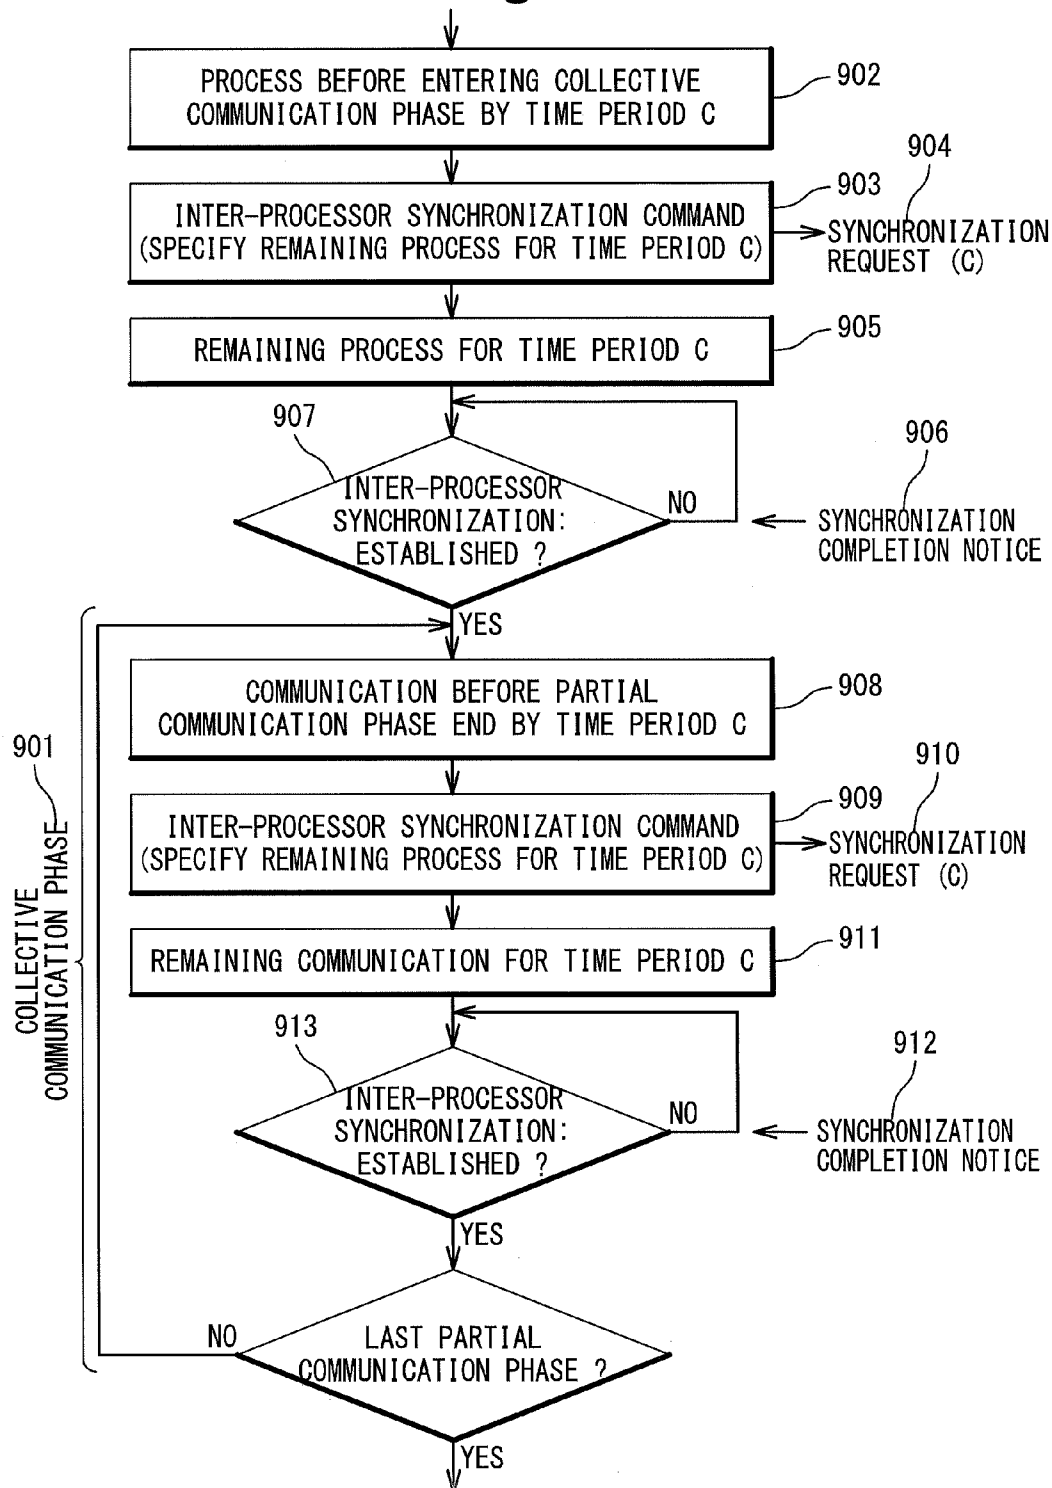 PROCESS BEFORE ENTERING COLLECTIVE
COMMUNICATION PHASE BY TIME PERIOD C
902
904
903
INTER-PROCESSOR SYNCHRONIZATION COMMAND
(SPECIFY REMAINING PROCESS FOR TIME PERIOD C)
SYNCHRONIZATION
REQUEST (C)
905
REMAINING PROCESS FOR TIME PERIOD C
907
906
INTER-PROCESSOR
SYNCHRONIZATION:
ESTABLISHED ?
NO
SYNCHRONIZATION
COMPLETION NOTICE
YES
901
COLLECTIVE
COMMUNICATION PHASE
COMMUNICATION BEFORE PARTIAL
COMMUNICATION PHASE END BY TIME PERIOD C
908
910
909
INTER-PROCESSOR SYNCHRONIZATION COMMAND
(SPECIFY REMAINING PROCESS FOR TIME PERIOD C)
SYNCHRONIZATION
REQUEST (C)
911
REMAINING COMMUNICATION FOR TIME PERIOD C
913
912
INTER-PROCESSOR
SYNCHRONIZATION:
ESTABLISHED ?
NO
SYNCHRONIZATION
COMPLETION NOTICE
YES
NO
LAST PARTIAL
COMMUNICATION PHASE ?
YES